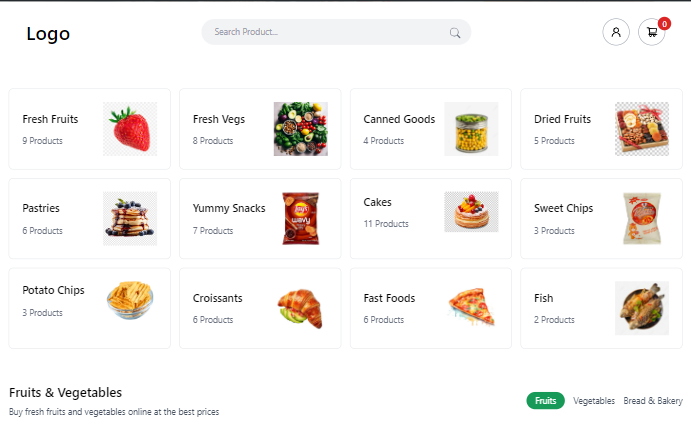 Logo
Search Product...
0
Fresh Fruits
9 Products
Fresh Vegs
8 Products
Canned Goods
4 Products
Dried Fruits
5 Products
Pastries
6 Products
Yummy Snacks
7 Products
Lay's
wavy
Cakes
11 Products
Sweet Chips
3 Products
Potato Chips
3 Products
Croissants
6 Products
Fast Foods
6 Products
Fish
2 Products
Fruits & Vegetables
Buy fresh fruits and vegetables online at the best prices
Fruits
Vegetables
Bread & Bakery